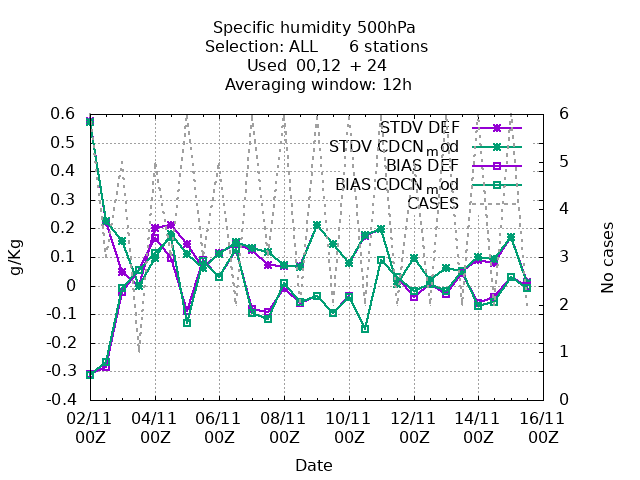 Specific humidity 500hPa
Selection: ALL 6 stations
Used 00,12 + 24
Averaging window: 12h
STDV DEF
STDV CDCN_mod
BIAS DEF
BIAS CDCN_mod
CASES
g/Kg
0.6
0.5
0.4
0.3
0.2
0.1
0
-0.1
-0.2
-0.3
-0.4
No cases
6
5
4
3
2
1
0
02/11 04/11 06/11 08/11 10/11 12/11 14/11 16/11
00Z 00Z 00Z 00Z 00Z 00Z 00Z 00Z
Date